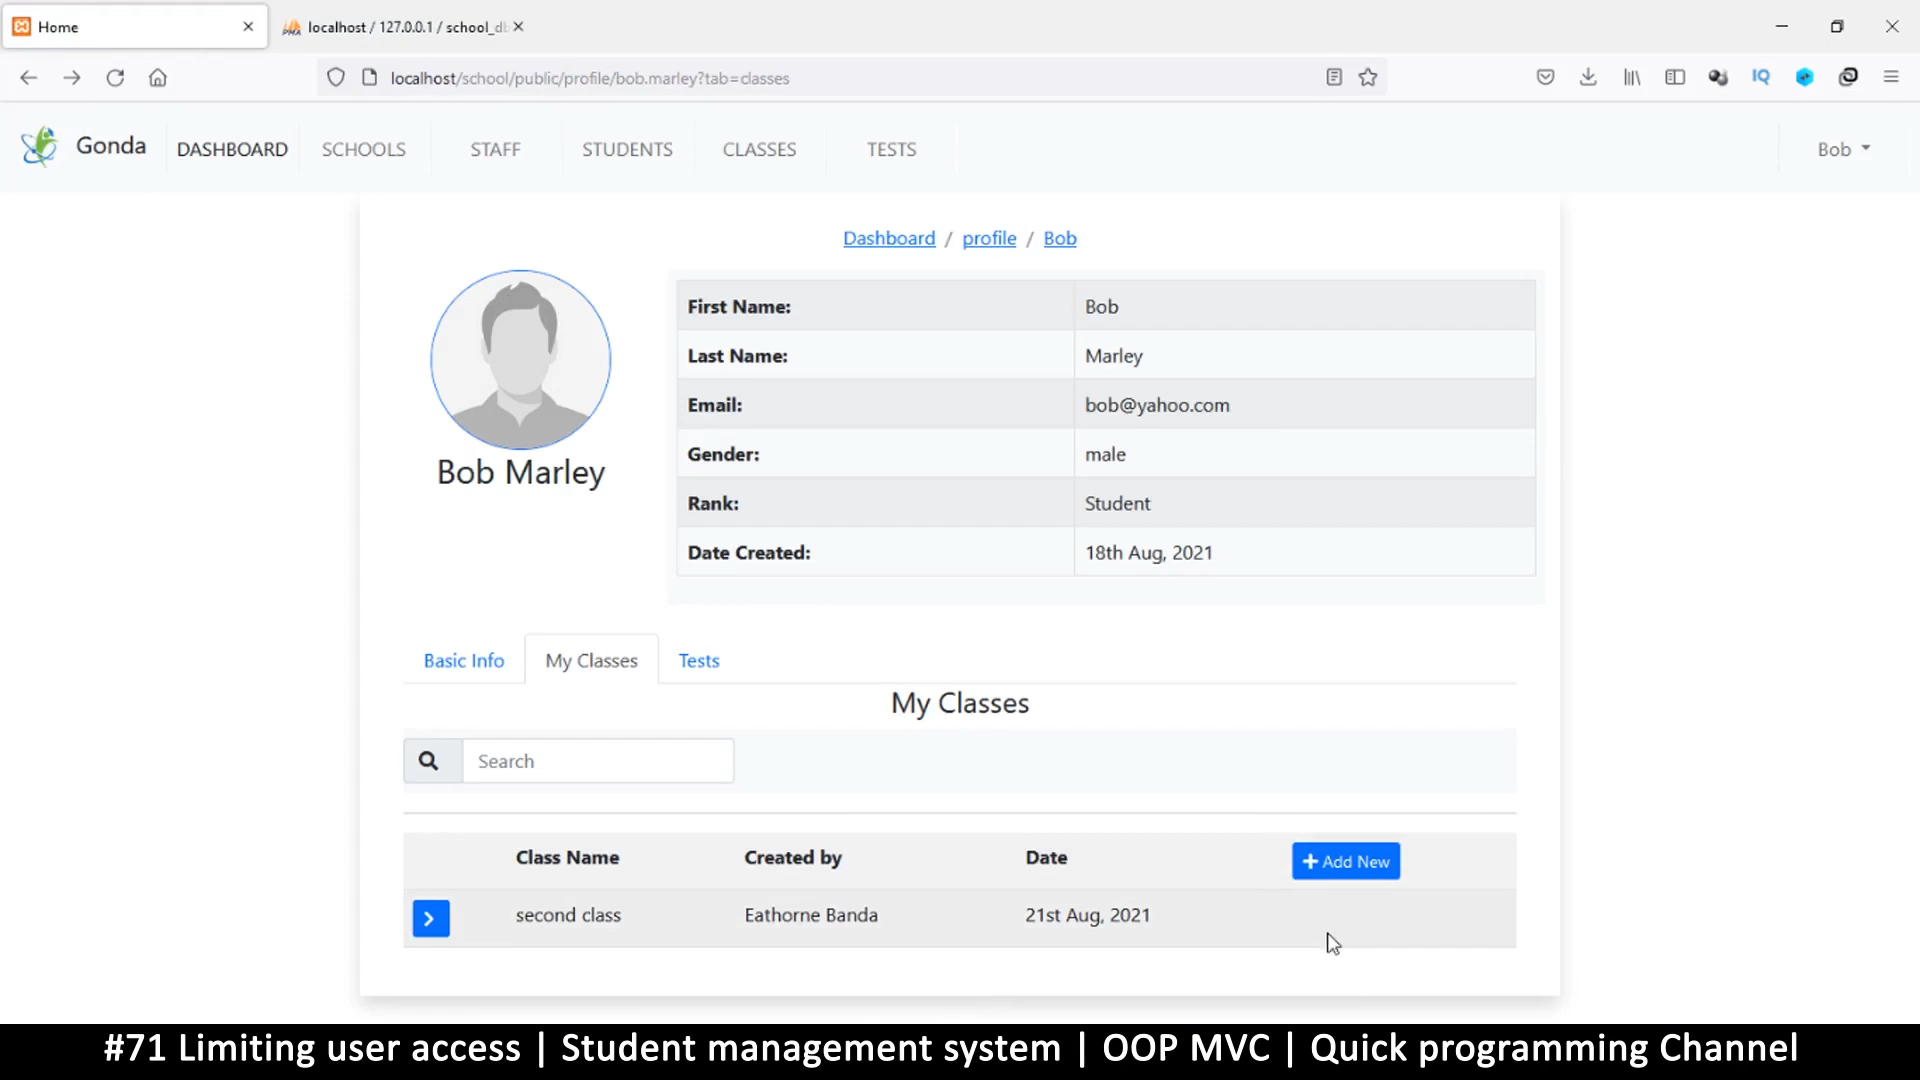 Home
localhost / 127.0.0.1 / school_db
localhost/school/public/profile/bob.marley?tab=classes
IQ
Gonda
DASHBOARD
SCHOOLS
STAFF
STUDENTS
CLASSES
TESTS
Bob
Dashboard / profile / Bob
First Name: Bob
Last Name: Marley
Email: bob@yahoo.com
Gender: male
Rank: Student
Date Created: 18th Aug, 2021
Bob Marley
Basic Info
My Classes
Tests
My Classes
Search
Class Name Created by Date + Add New
second class Eathorne Banda 21st Aug, 2021
#71 Limiting user access | Student management system | OOP MVC | Quick programming Channel